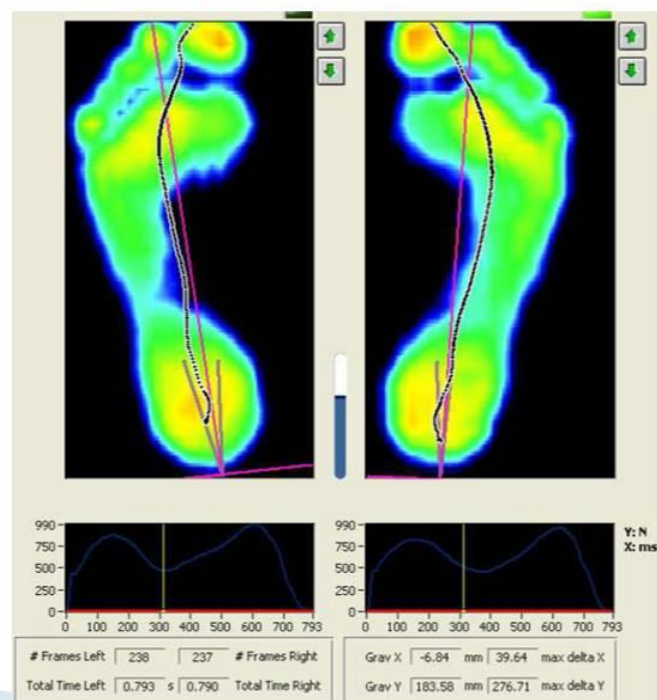 990
750
500
250
0
0 100 200 300 400 500 600 793
990
750
500
250
0
0 100 200 300 400 500 600 793
Y: N
X: ms
# Frames Left 238 237 # Frames Right
Total Time Left 0.793 s 0.790 Total Time Right
Grav X -6.84 mm 39.64 max delta X
Grav Y 183.58 mm 276.71 max delta Y